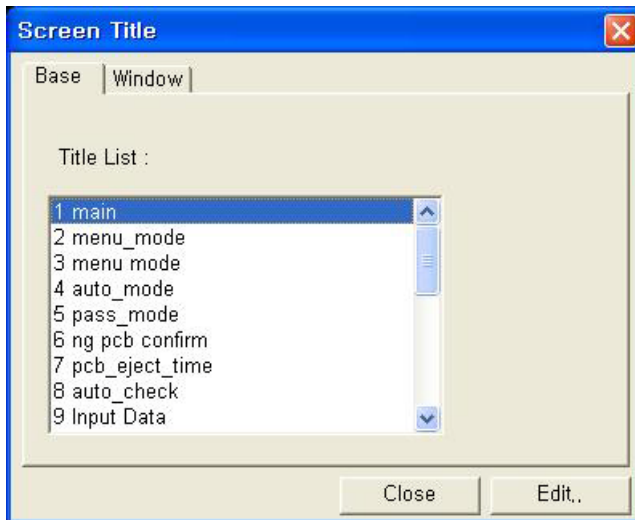 Screen Title
Base
Window
Title List :
1 main
2 menu_mode
3 menu mode
4 auto_mode
5 pass_mode
6 ng pcb confirm
7 pcb_eject_time
8 auto_check
9 Input Data
Close
Edit,,